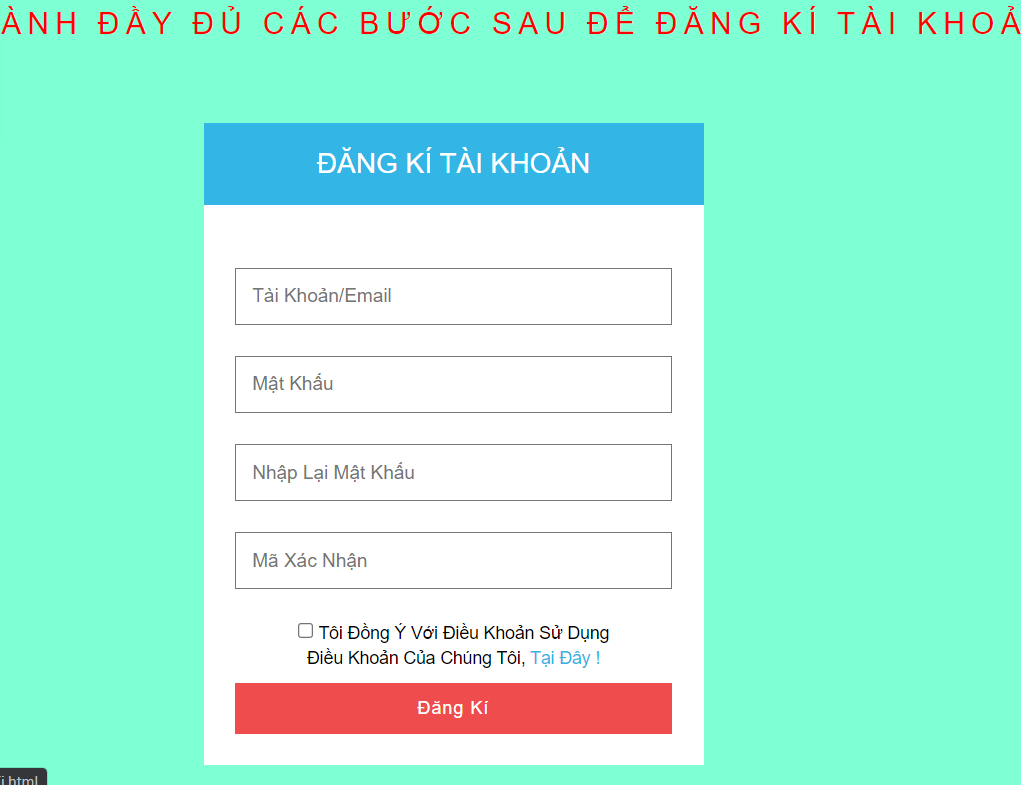 ÀNH ĐẦY ĐỦ CÁC BƯỚC SAU ĐỂ ĐĂNG KÍ TÀI KHOẢ
ĐĂNG KÍ TÀI KHOẢN
Tài Khoản/Email
Mật Khẩu
Nhập Lại Mật Khẩu
Mã Xác Nhận
Tôi Đồng Ý Với Điều Khoản Sử Dụng
Điều Khoản Của Chúng Tôi, Tại Đây !
Đăng Kí
i.html